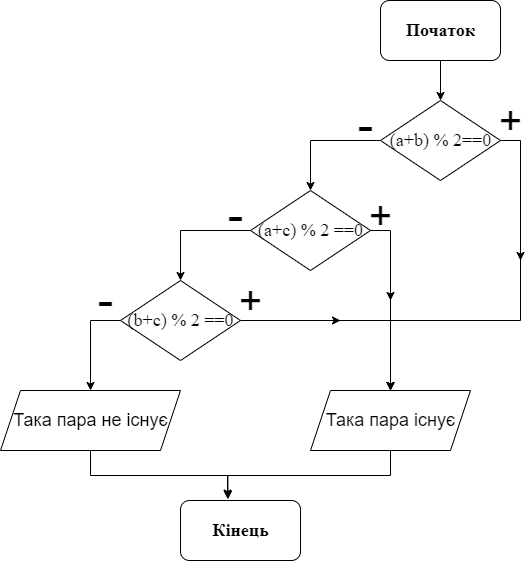 Початок
- (a+b) % 2==0 +
- (a+c) % 2 ==0 +
- (b+c) % 2 ==0 +
Така пара не існує
Така пара існує
Кінець